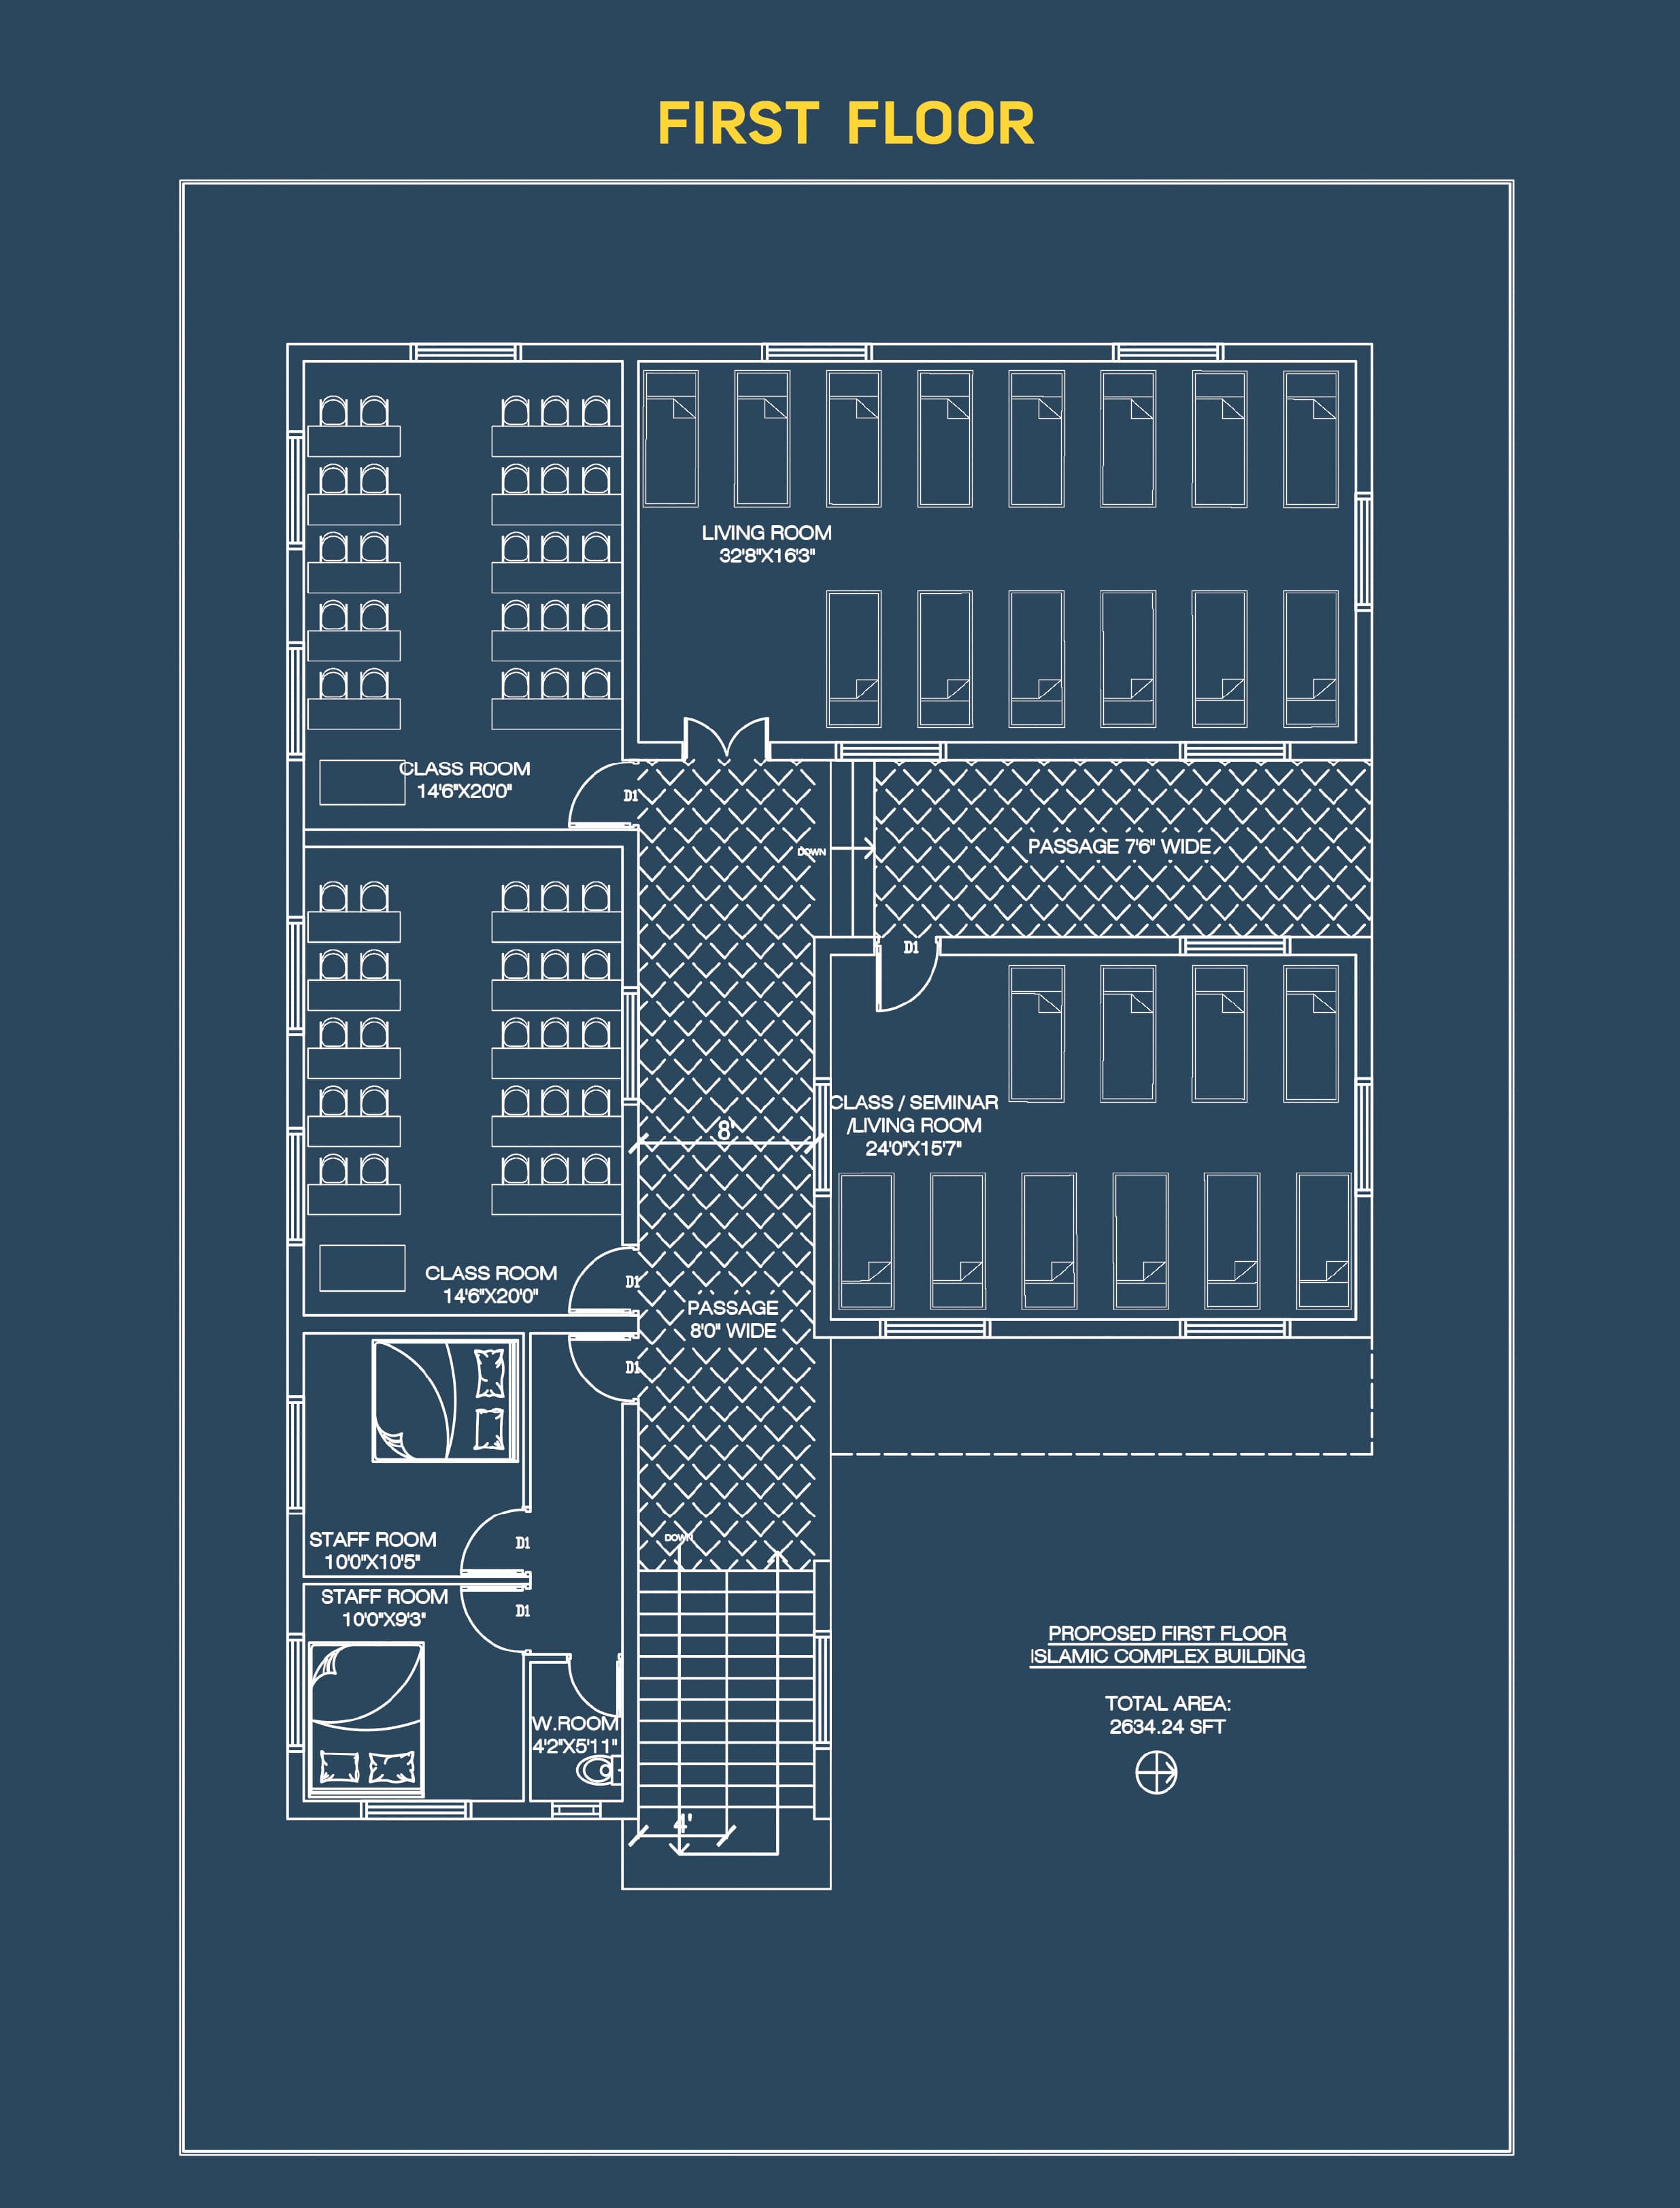 FIRST FLOOR
LIVING ROOM
32'8"X16'3"
CLASS ROOM
14'6"X20'0"
D1
DOWN
PASSAGE 7'6" WIDE
D1
CLASS / SEMINAR
/LIVING ROOM
24'0"X15'7"
8'
CLASS ROOM
14'6"X20'0"
D1
PASSAGE
8'0" WIDE
D1
DOWN
STAFF ROOM
10'0"X10'5"
D1
STAFF ROOM
10'0"X9'3"
D1
W.ROOM
4'2"X5'11"
4'
PROPOSED FIRST FLOOR
ISLAMIC COMPLEX BUILDING
TOTAL AREA:
2634.24 SFT